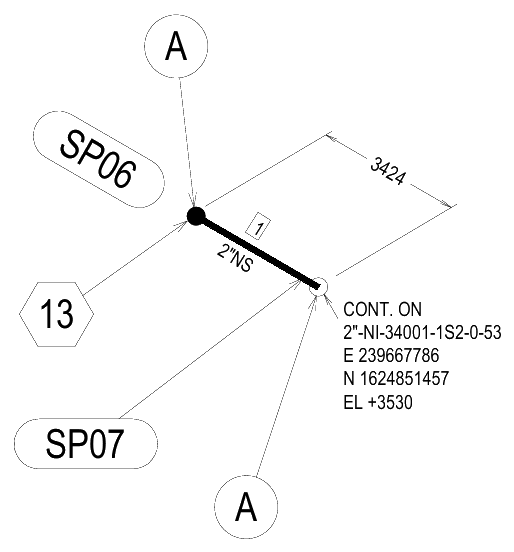 A
SP06
3424
1
2"NS
13
CONT. ON
2"-NI-34001-1S2-0-53
E 239667786
N 1624851457
EL +3530
SP07
A